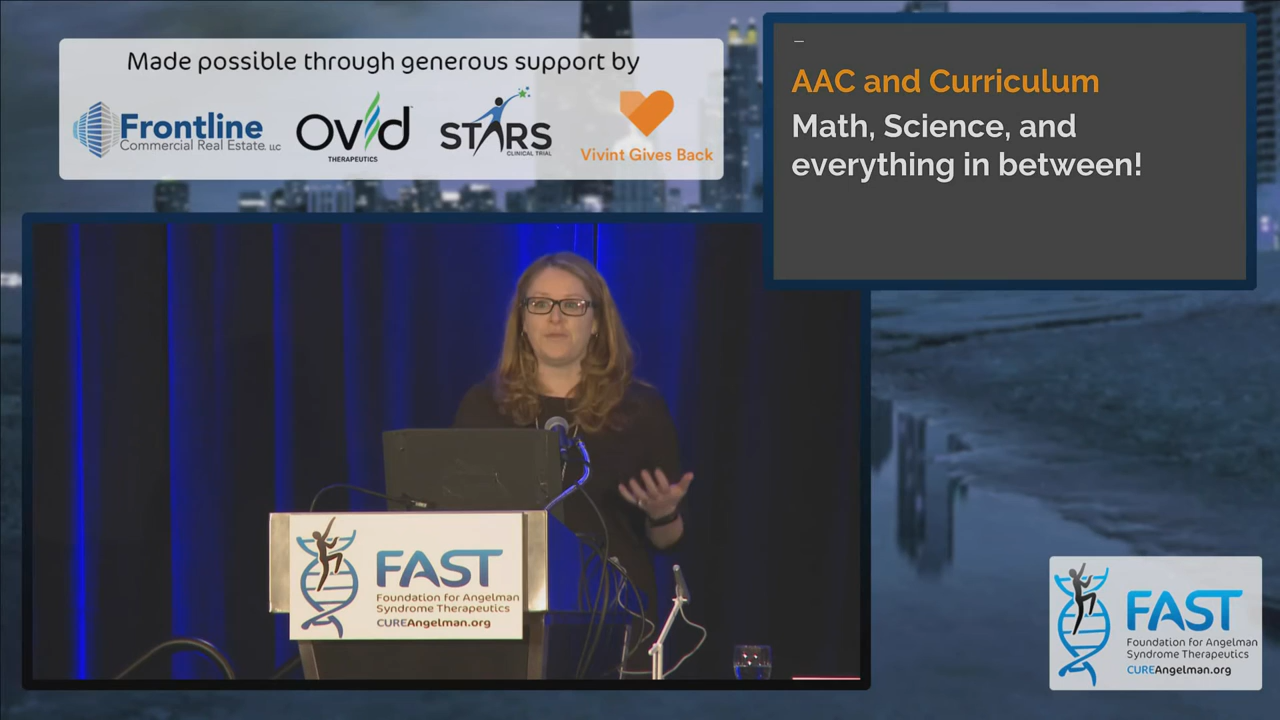 Made possible through generous support by
Frontline
Commercial Real Estate, LLC
Ovid
THERAPEUTICS
STARS
CLINICAL TRIAL
Vivint Gives Back
AAC and Curriculum
Math, Science, and
everything in between!
FAST
Foundation for Angelman
Syndrome Therapeutics
CUREAngelman.org
FAST
Foundation for Angelman
Syndrome Therapeutics
CUREAngelman.org